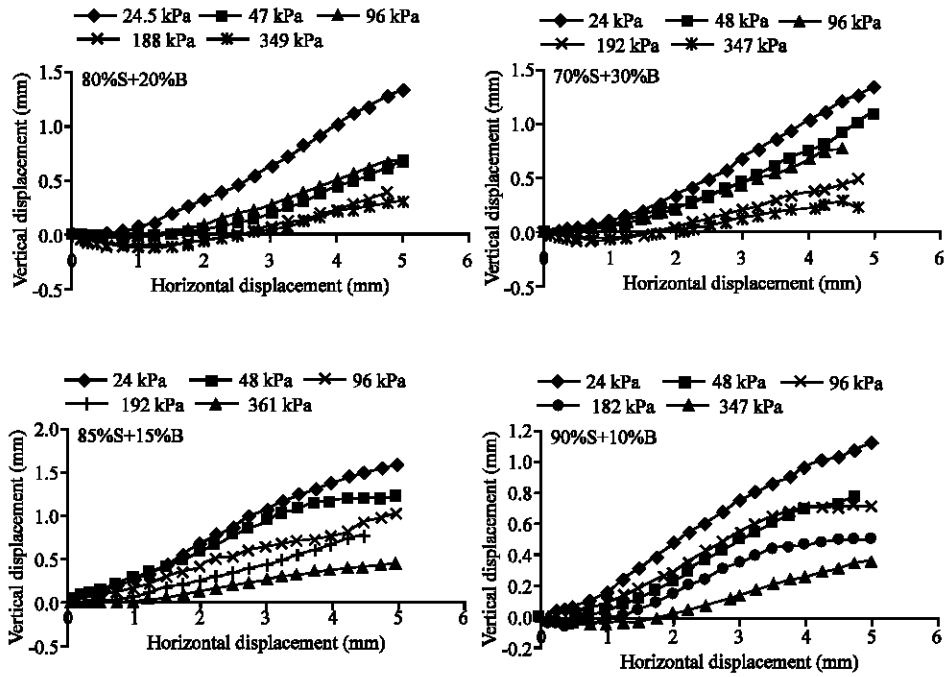 24.5 kPa 47 kPa 96 kPa
188 kPa 349 kPa
80%S+20%B
Vertical displacement (mm)
1.5
1.0
0.5
0.0
-0.5
0 1 2 3 4 5 6
Horizontal displacement (mm)
24 kPa 48 kPa 96 kPa
192 kPa 347 kPa
70%S+30%B
Vertical displacement (mm)
1.5
1.0
0.5
0.0
-0.5
0 1 2 3 4 5 6
Horizontal displacement (mm)
24 kPa 48 kPa 96 kPa
192 kPa 361 kPa
85%S+15%B
Vertical displacement (mm)
2.0
1.5
1.0
0.5
0.0
-0.5
0 1 2 3 4 5 6
Horizontal displacement (mm)
24 kPa 48 kPa 96 kPa
182 kPa 347 kPa
90%S+10%B
Vertical displacement (mm)
1.2
1.0
0.8
0.6
0.4
0.2
0.0
-0.2
0 1 2 3 4 5 6
Horizontal displacement (mm)